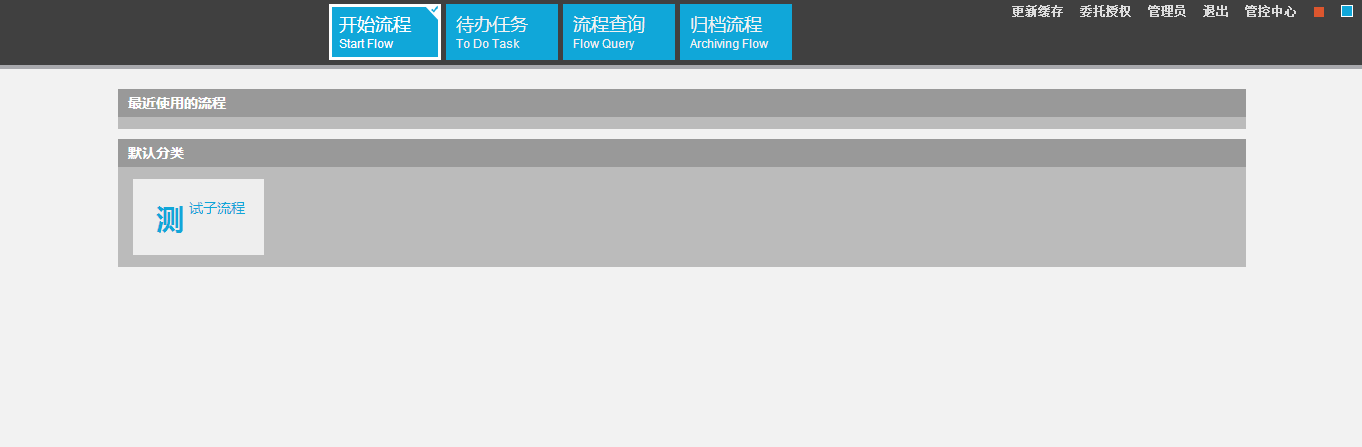 开始流程
Start Flow
待办任务
To Do Task
流程查询
Flow Query
归档流程
Archiving Flow
更新缓存 委托授权 管理员 退出 管控中心
最近使用的流程
默认分类
测 试子流程